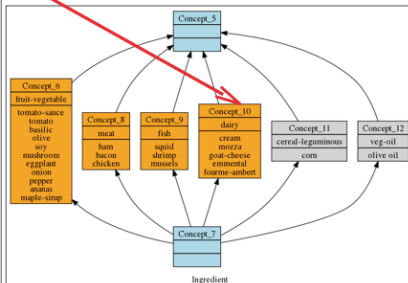 Concept_5
Concept_6
fruit-vegetable
tomato-sauce
tomato
basilic
olive
soy
mushroom
eggplant
onion
pepper
ananas
maple-sirup
Concept_8
meat
ham
bacon
chicken
Concept_9
fish
squid
shrimp
mussels
Concept_10
dairy
cream
mozza
goat-cheese
emmental
fourme-ambert
Concept_11
cereal-leguminous
corn
Concept_12
veg-oil
olive oil
Concept_7
Ingredient